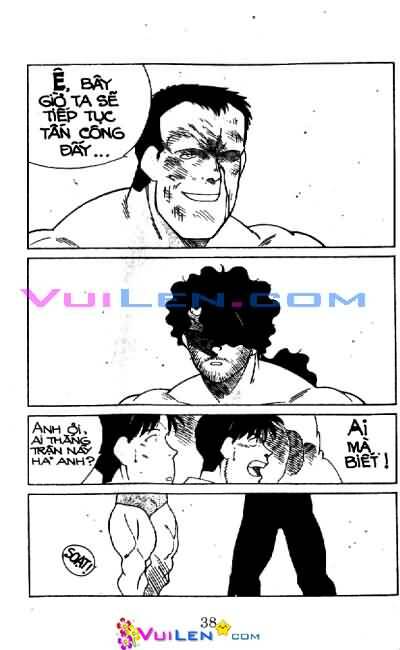 Ê, BÂY
GIỜ TA SẼ
TIẾP TỤC
TẤN CÔNG
ĐẤY...
VUILEN.COM
ANH ƠI,
AI THẮNG
TRẬN NÀY
HẢ ANH?
AI
MÀ
BIẾT!
SOẠT!
38
VUILEN.COM